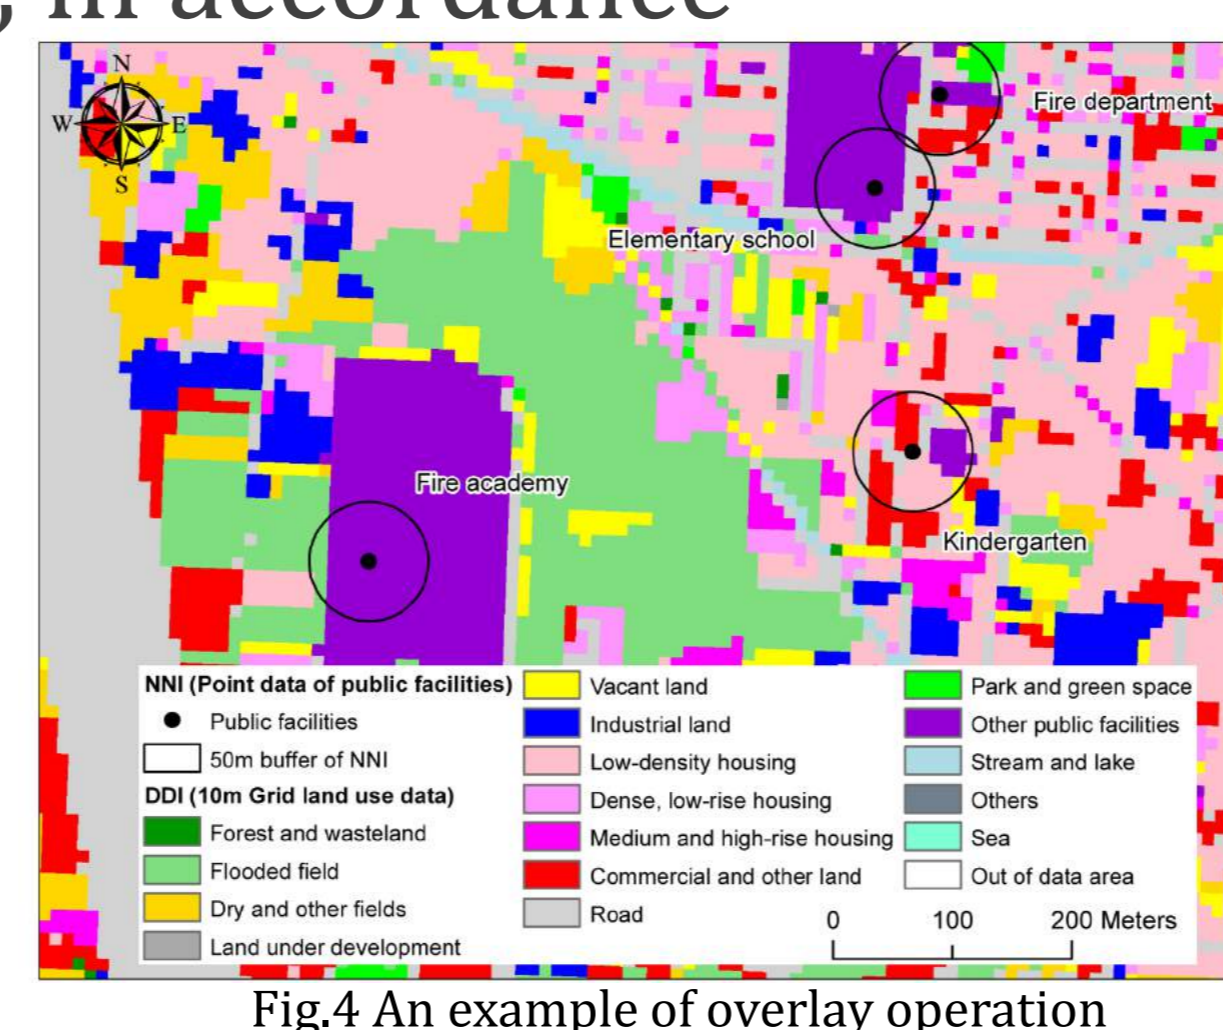 , in accordance
N
W E
S
Fire department
Elementary school
Fire academy
Kindergarten
NNI (Point data of public facilities)
Public facilities
50m buffer of NNI
DDI (10m Grid land use data)
Forest and wasteland
Flooded field
Dry and other fields
Land under development
Vacant land
Industrial land
Low-density housing
Dense, low-rise housing
Medium and high-rise housing
Commercial and other land
Road
Park and green space
Other public facilities
Stream and lake
Others
Sea
Out of data area
0 100 200 Meters
Fig.4 An example of overlay operation